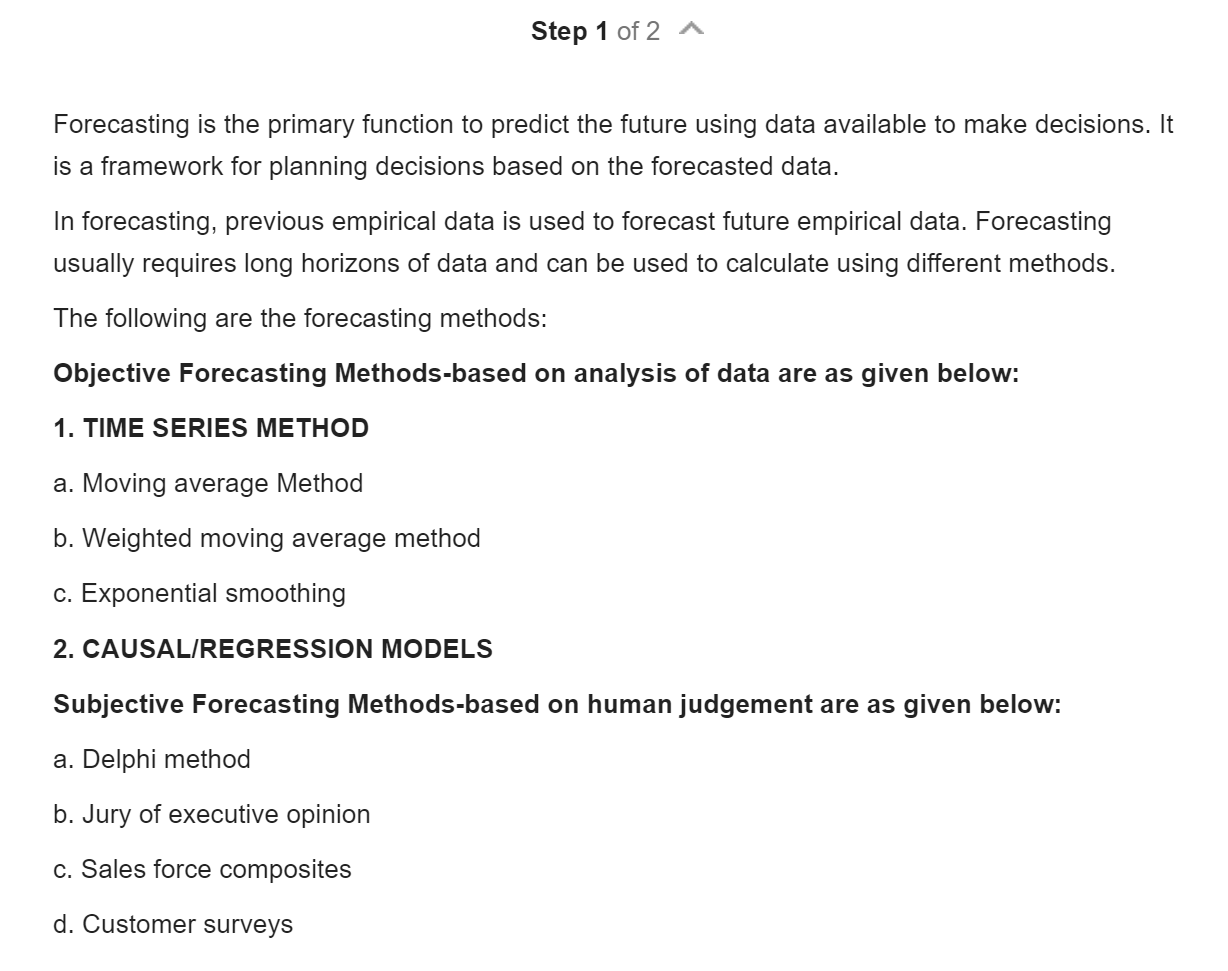 Step 1 of 2
Forecasting is the primary function to predict the future using data available to make decisions. It
is a framework for planning decisions based on the forecasted data.
In forecasting, previous empirical data is used to forecast future empirical data. Forecasting
usually requires long horizons of data and can be used to calculate using different methods.
The following are the forecasting methods:
Objective Forecasting Methods-based on analysis of data are as given below:
1. TIME SERIES METHOD
a. Moving average Method
b. Weighted moving average method
c. Exponential smoothing
2. CAUSAL/REGRESSION MODELS
Subjective Forecasting Methods-based on human judgement are as given below:
a. Delphi method
b. Jury of executive opinion
c. Sales force composites
d. Customer surveys